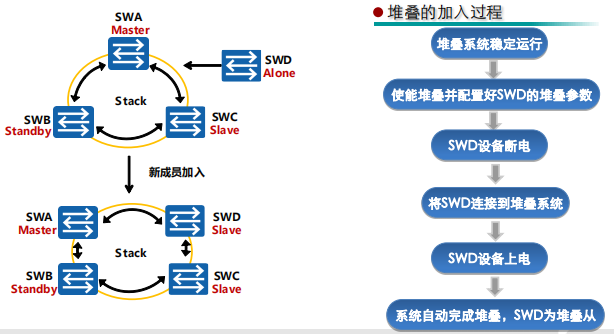 SWA
Master
SWD
Alone
Stack
SWB
Standby
SWC
Slave
新成员加入
SWA
Master
SWD
Slave
Stack
SWB
Standby
SWC
Slave
堆叠的加入过程
堆叠系统稳定运行
使能堆叠并配置好SWD的堆叠参数
SWD设备断电
将SWD连接到堆叠系统
SWD设备上电
系统自动完成堆叠，SWD为堆叠从